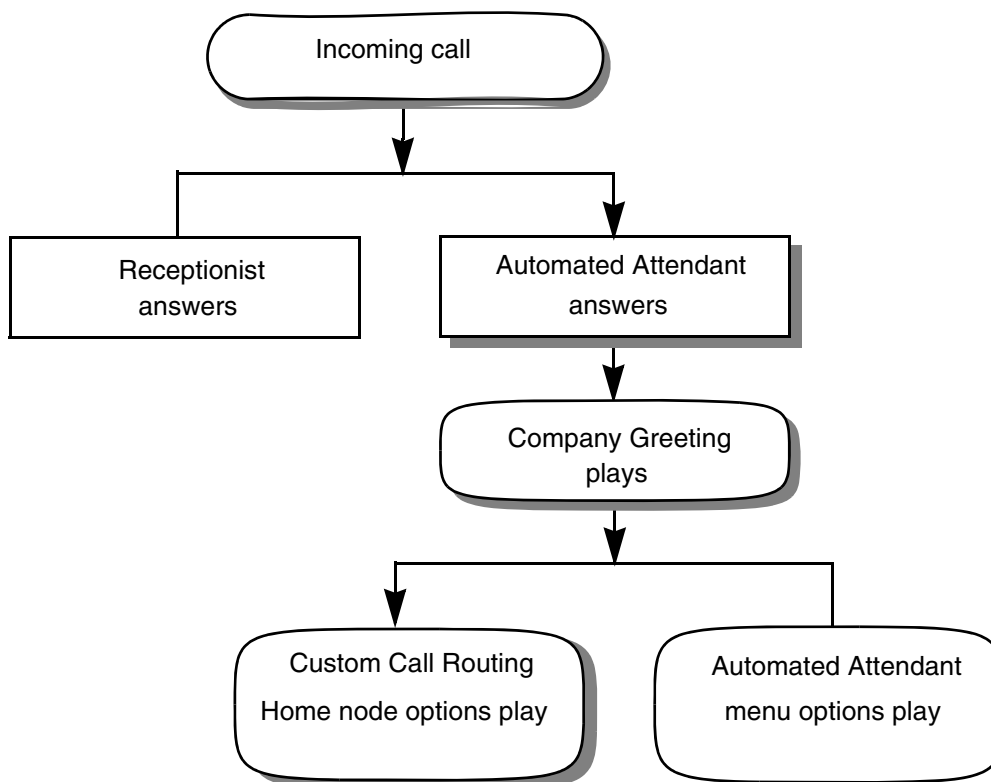 Incoming call
Receptionist
answers
Automated Attendant
answers
Company Greeting
plays
Custom Call Routing
Home node options play
Automated Attendant
menu options play